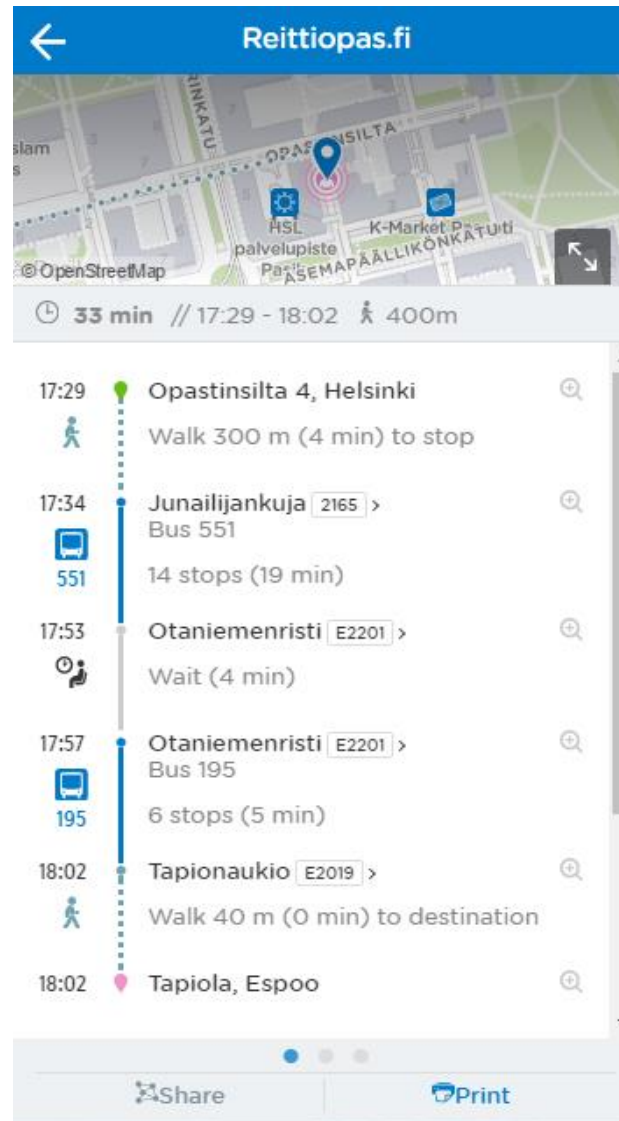 Reittiopas.fi
RINKATU
slam
s
OPASTINSILTA
HSL
palvelupiste
K-Market
ASEMAPÄÄLLIKÖNKATU
© OpenStreetMap
33 min // 17:29 - 18:02 400m
17:29 Opastinsilta 4, Helsinki
Walk 300 m (4 min) to stop
17:34 Junailijankuja 2165 >
Bus 551
551 14 stops (19 min)
17:53 Otaniemenristi E2201 >
Wait (4 min)
17:57 Otaniemenristi E2201 >
Bus 195
195 6 stops (5 min)
18:02 Tapionaukio E2019 >
Walk 40 m (0 min) to destination
18:02 Tapiola, Espoo
Share Print